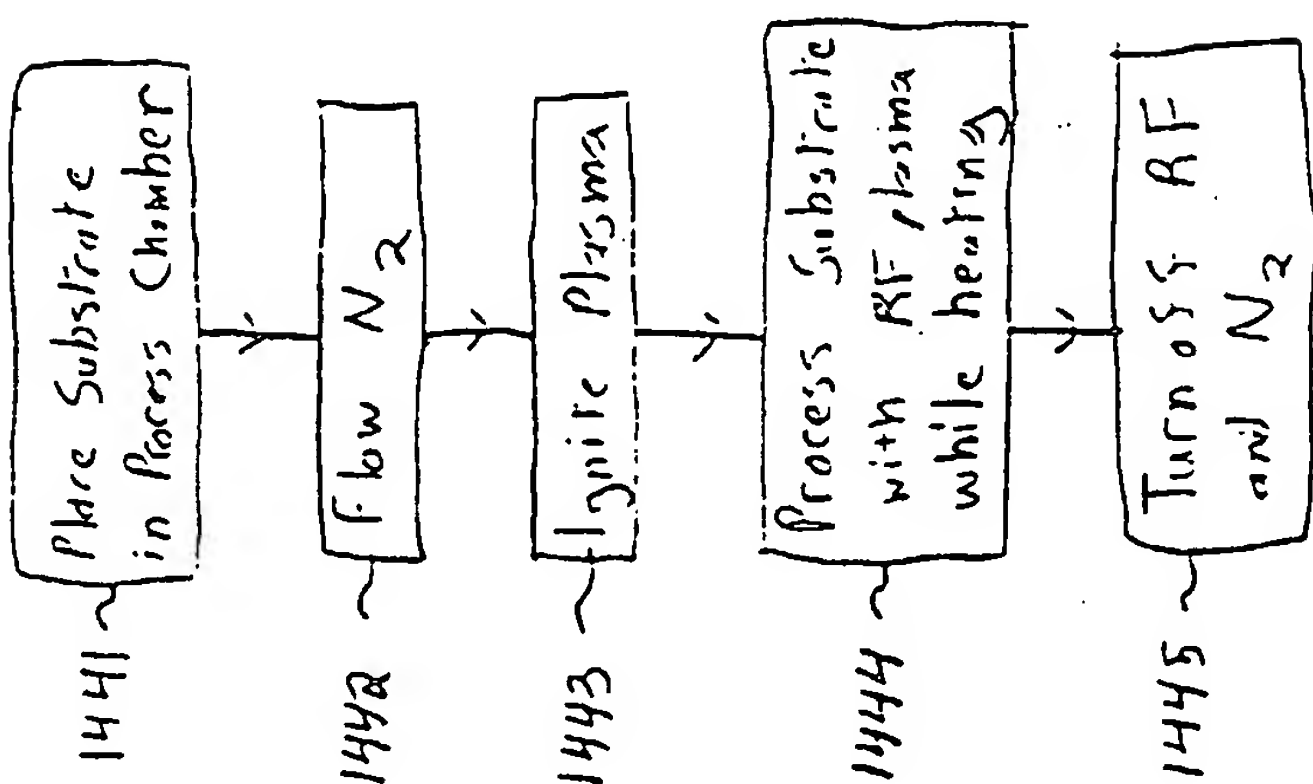 1441
Place Substrate
in Process Chamber
1442
Flow N2
1443
Ignite Plasma
1444
Process Substrate
with RF plasma
while heating
1445
Turn off RF
and N2